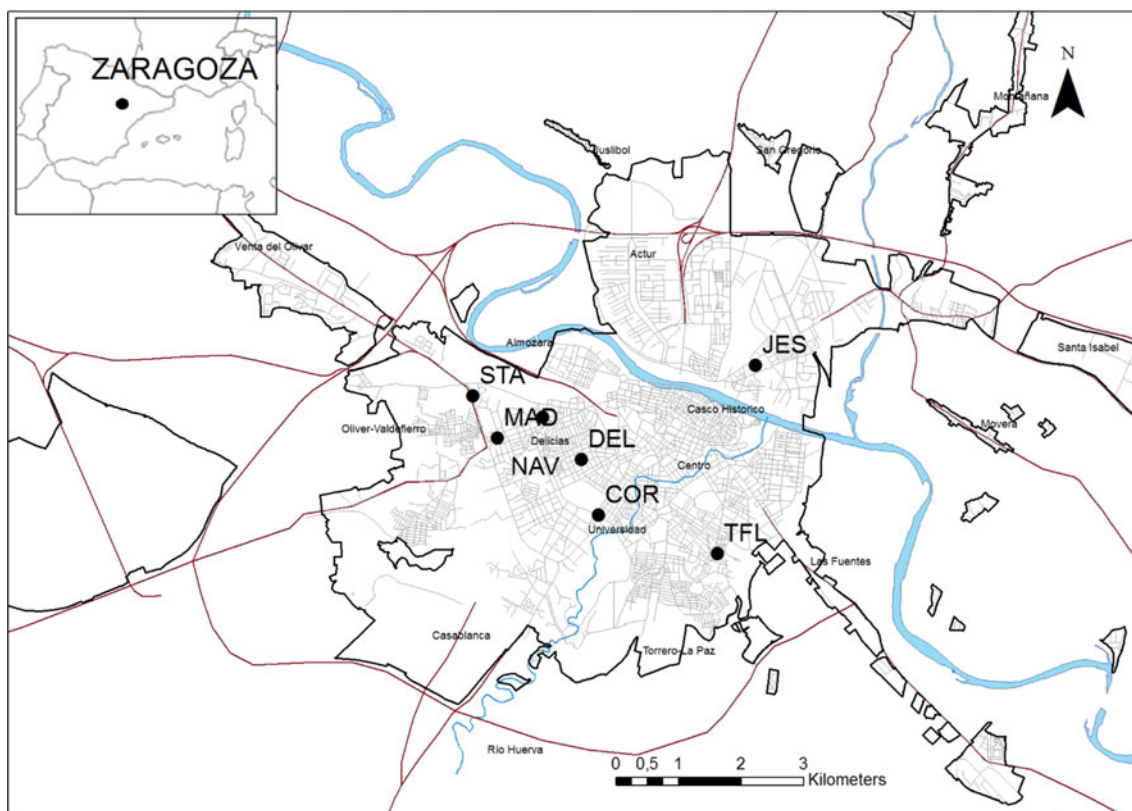 ZARAGOZA
N
Montañana
Juslibol
San Gregorio
Venta del Olivar
Actur
Almozara
JES
Santa Isabel
STA
Casco Historico
MAD
Oliver-Valdefierro
Delicias
DEL
Movera
NAV
Centro
COR
Universidad
TFL
Las Fuentes
Casablanca
Torrero-La Paz
Río Huerva
0 0,5 1 2 3
Kilometers